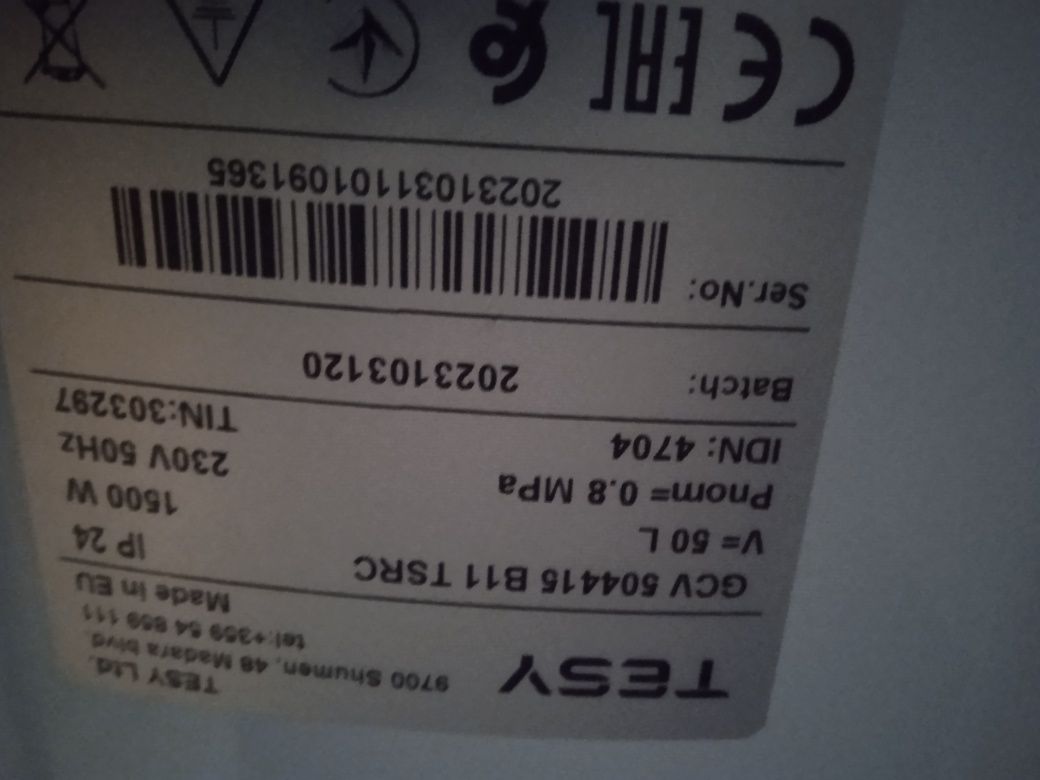 TESY
TESY Ltd.
9700 Shumen, 48 Madara blvd.
tel:+359 54 859 111
Made in EU
GCV 504415 B11 TSRC
IP 24
V= 50 L
1500 W
Pnom= 0.8 MPa
230V 50Hz
IDN: 4704
TIN:303297
Batch: 2023103120
Ser.No:
20231031101091365
CE EAC